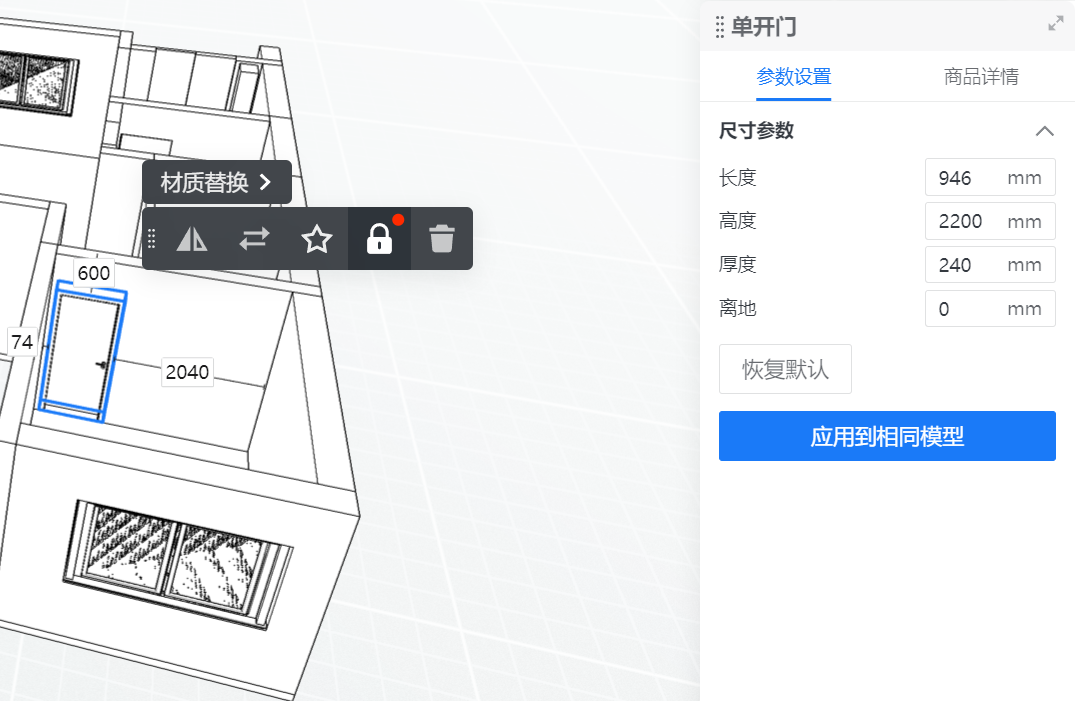 单开门
参数设置
商品详情
尺寸参数
长度 946 mm
高度 2200 mm
厚度 240 mm
离地 0 mm
恢复默认
应用到相同模型
材质替换
600
74
2040